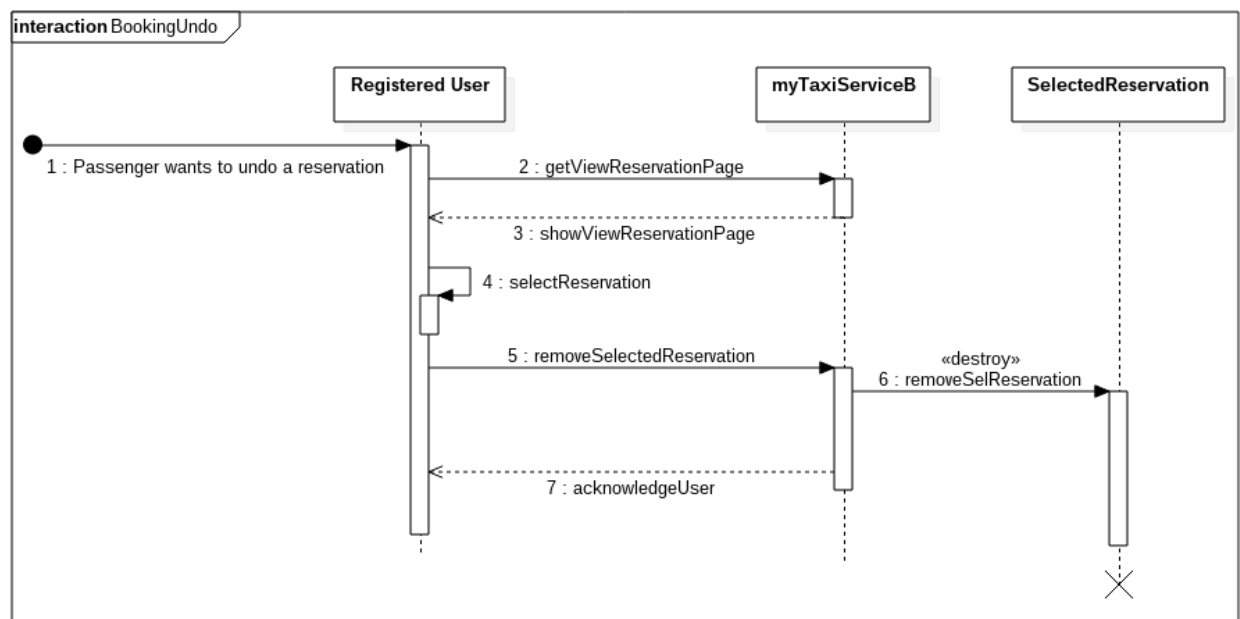 interaction BookingUndo
Registered User
myTaxiServiceB
SelectedReservation
1 : Passenger wants to undo a reservation
2 : getViewReservationPage
3 : showViewReservationPage
4 : selectReservation
5 : removeSelectedReservation
«destroy»
6 : removeSelReservation
7 : acknowledgeUser